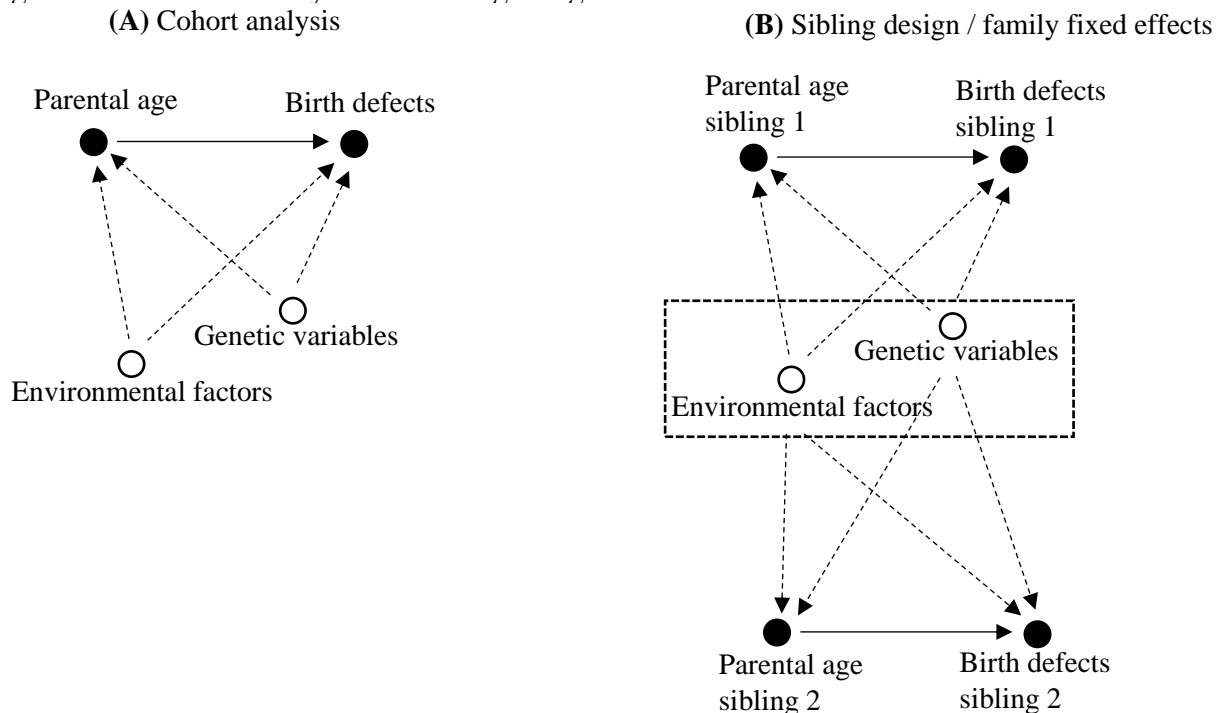 (A) Cohort analysis
(B) Sibling design / family fixed effects
Parental age
Birth defects
Genetic variables
Environmental factors
Parental age
sibling 1
Birth defects
sibling 1
Genetic variables
Environmental factors
Parental age
sibling 2
Birth defects
sibling 2